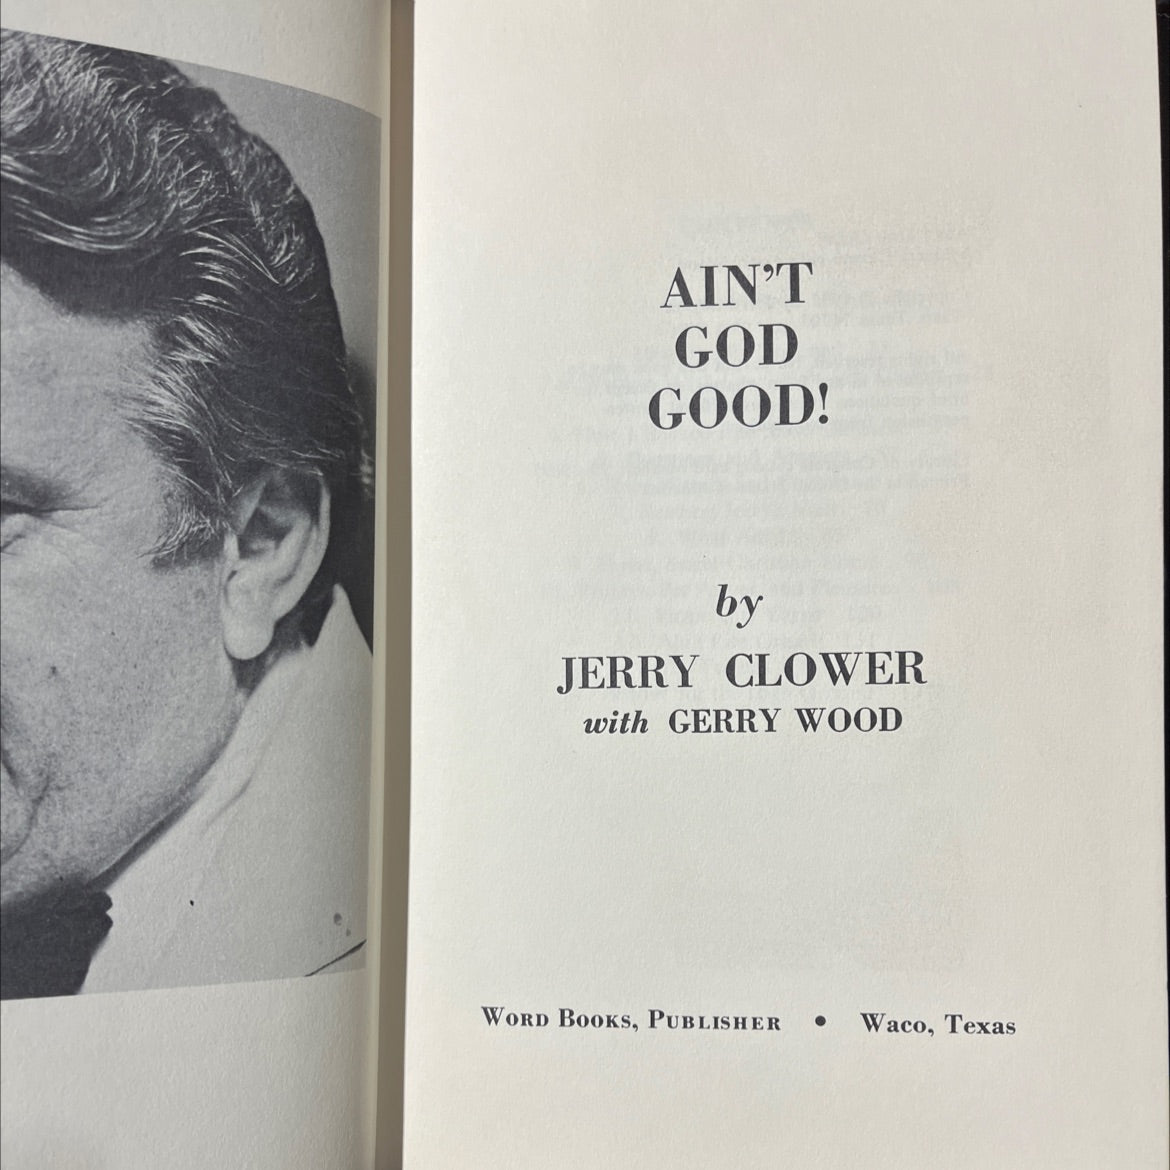 AIN'T
GOD
GOOD!
by
JERRY CLOWER
with GERRY WOOD
WORD BOOKS, PUBLISHER • WACO, TEXAS